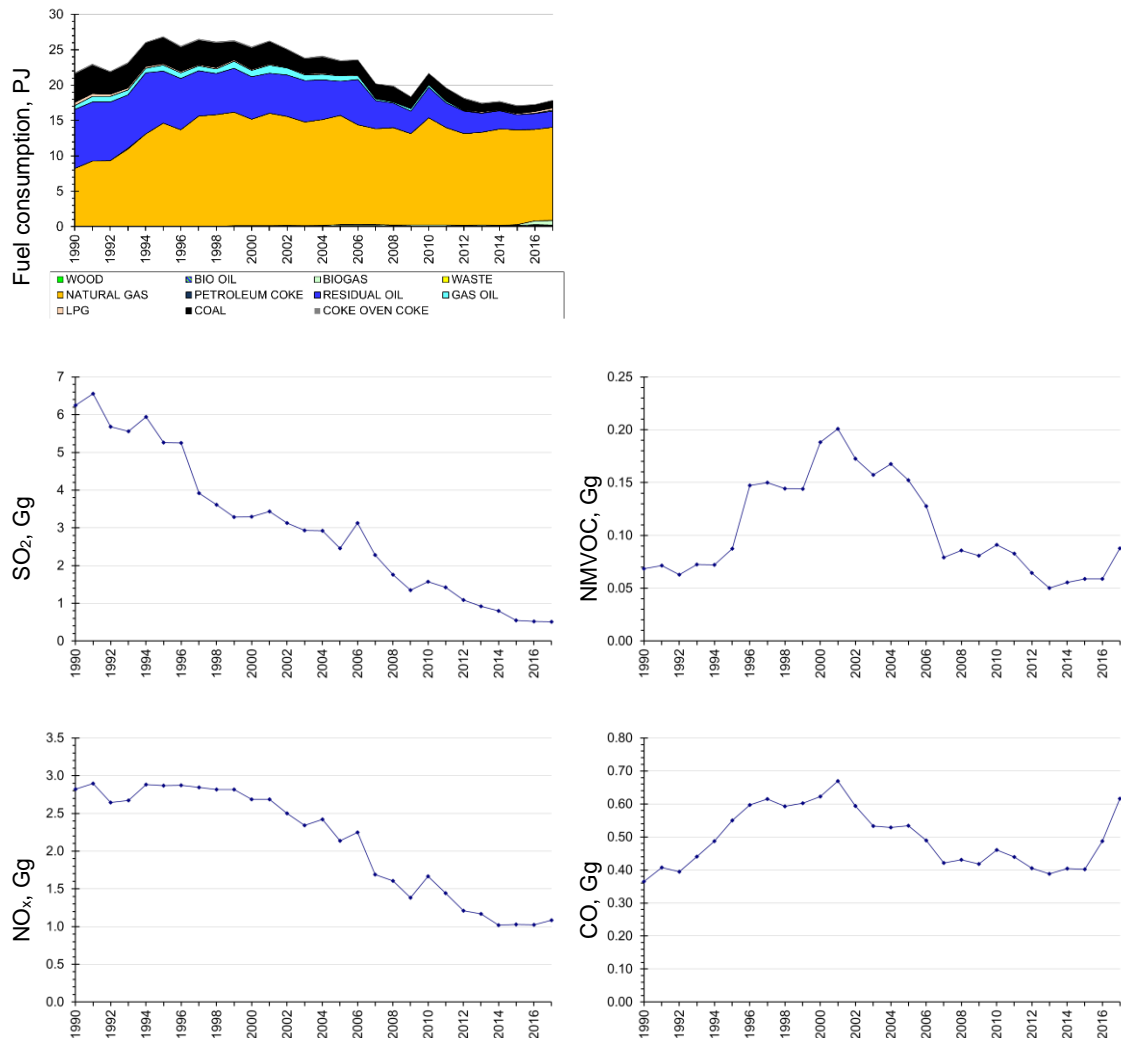 Fuel consumption, PJ
30
25
20
15
10
5
0
1990 1992 1994 1996 1998 2000 2002 2004 2006 2008 2010 2012 2014 2016
WOOD BIO OIL BIOGAS WASTE
NATURAL GAS PETROLEUM COKE RESIDUAL OIL GAS OIL
LPG COAL COKE OVEN COKE
SO₂, Gg
7
6
5
4
3
2
1
0
1990 1992 1994 1996 1998 2000 2002 2004 2006 2008 2010 2012 2014 2016
NMVOC, Gg
0.25
0.20
0.15
0.10
0.05
0.00
1990 1992 1994 1996 1998 2000 2002 2004 2006 2008 2010 2012 2014 2016
NOₓ, Gg
3.5
3.0
2.5
2.0
1.5
1.0
0.5
0.0
1990 1992 1994 1996 1998 2000 2002 2004 2006 2008 2010 2012 2014 2016
CO, Gg
0.80
0.70
0.60
0.50
0.40
0.30
0.20
0.10
0.00
1990 1992 1994 1996 1998 2000 2002 2004 2006 2008 2010 2012 2014 2016